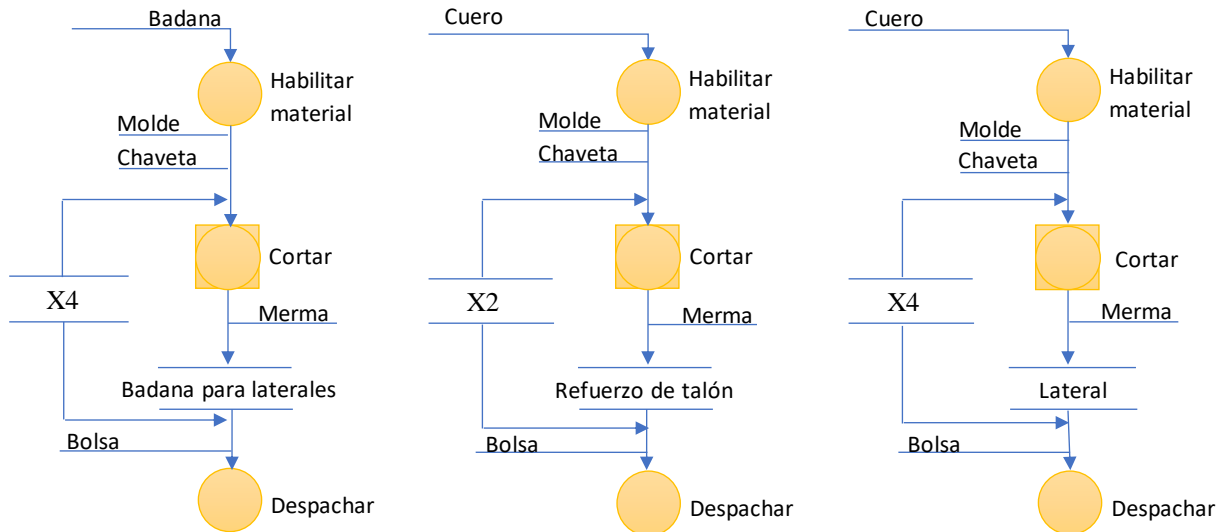 Badana
Habilitar
material
Molde
Chaveta
Cortar
X4
Merma
Badana para laterales
Bolsa
Despachar
Cuero
Habilitar
material
Molde
Chaveta
Cortar
X2
Merma
Refuerzo de talón
Bolsa
Despachar
Cuero
Habilitar
material
Molde
Chaveta
Cortar
X4
Merma
Lateral
Bolsa
Despachar